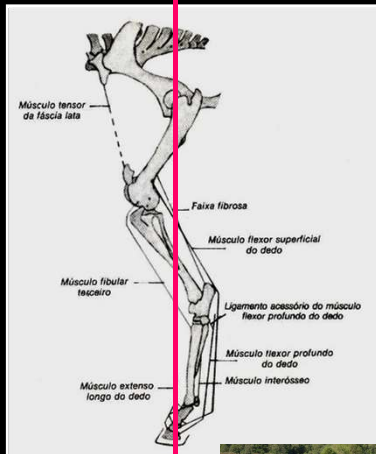 Músculo tensor
da fáscia lata
Faixa fibrosa
Músculo flexor superficial
do dedo
Músculo fibular
tesceiro
Ligamento acessório do músculo
flexor profundo do dedo
Músculo flexor profundo
do dedo
Músculo interósseo
Músculo extenso
longo do dedo